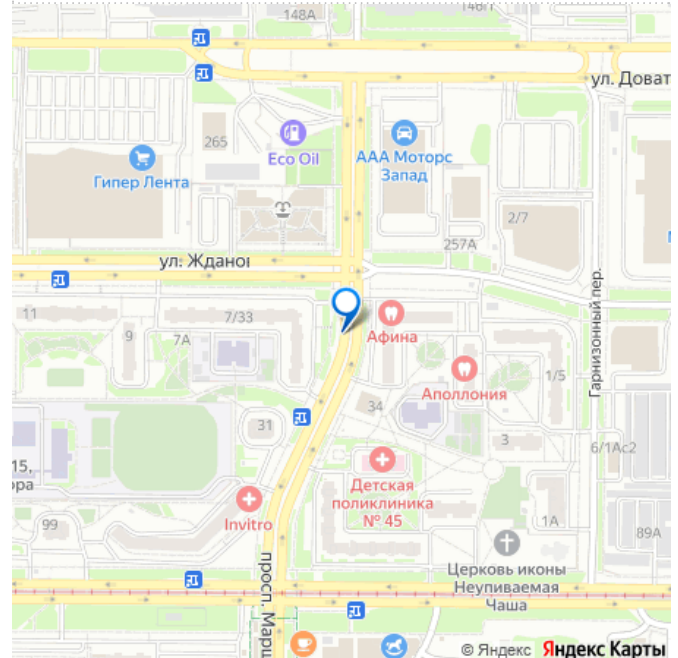 148А
146П
ул. Доват
265
Eco Oil
ААА Моторс
Запад
Гипер Лента
2/7
257А
ул. Ждано
Гарнизонный пер.
11
9
7А
7/33
Афина
Аполлония
1/5
34
31
3
6/1Ас2
15,
ора
99
Invitro
Детская
поликлиника
№ 45
1А
89А
Церковь иконы
Неупиваемая
Чаша
просп. Марш
© Яндекс Яндекс Карты